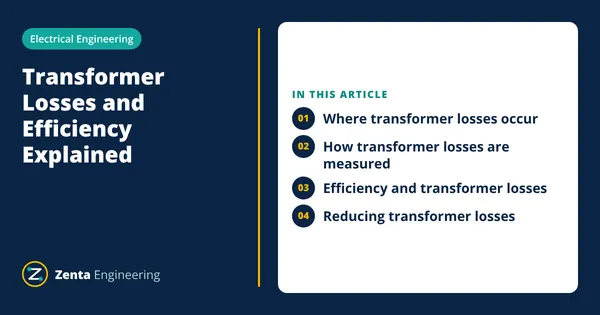 Electrical Engineering
Transformer
Losses and
Efficiency
Explained
Zenta Engineering
IN THIS ARTICLE
01 Where transformer losses occur
02 How transformer losses are
measured
03 Efficiency and transformer losses
04 Reducing transformer losses